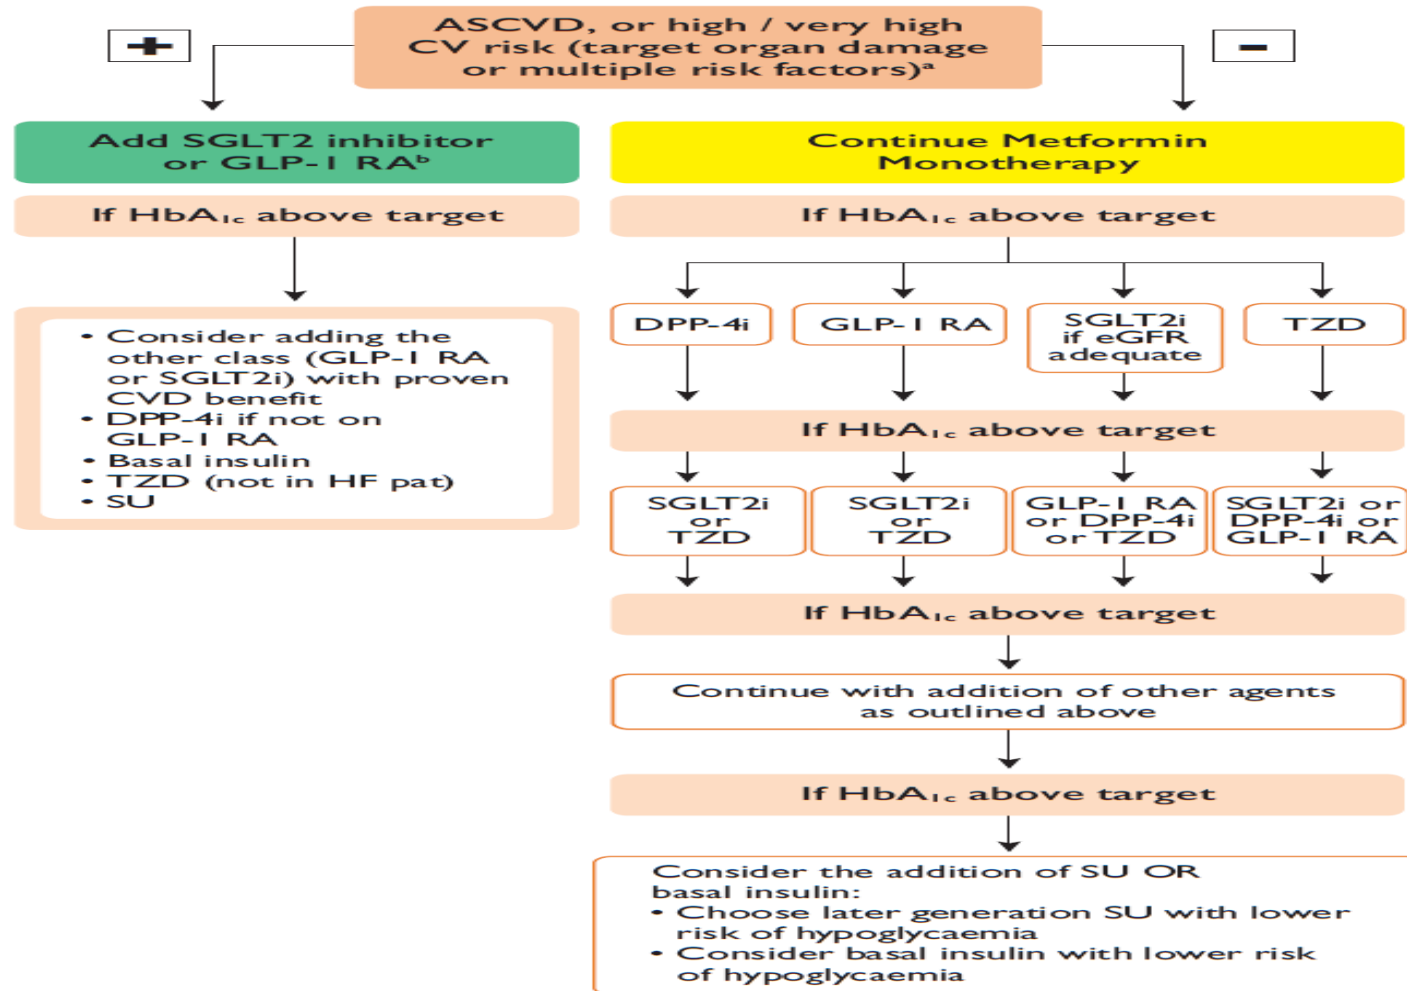 +
ASCVD, or high / very high
CV risk (target organ damage
or multiple risk factors)ᵃ
-
Add SGLT2 inhibitor
or GLP-1 RAᵇ
If HbA₁c above target
• Consider adding the
other class (GLP-1 RA
or SGLT2i) with proven
CVD benefit
• DPP-4i if not on
GLP-1 RA
• Basal insulin
• TZD (not in HF pat)
• SU
Continue Metformin
Monotherapy
If HbA₁c above target
DPP-4i
GLP-1 RA
SGLT2i
if eGFR
adequate
TZD
If HbA₁c above target
SGLT2i
or
TZD
SGLT2i
or
TZD
GLP-1 RA
or DPP-4i
or TZD
SGLT2i or
DPP-4i or
GLP-1 RA
If HbA₁c above target
Continue with addition of other agents
as outlined above
If HbA₁c above target
Consider the addition of SU OR
basal insulin:
• Choose later generation SU with lower
risk of hypoglycaemia
• Consider basal insulin with lower risk
of hypoglycaemia